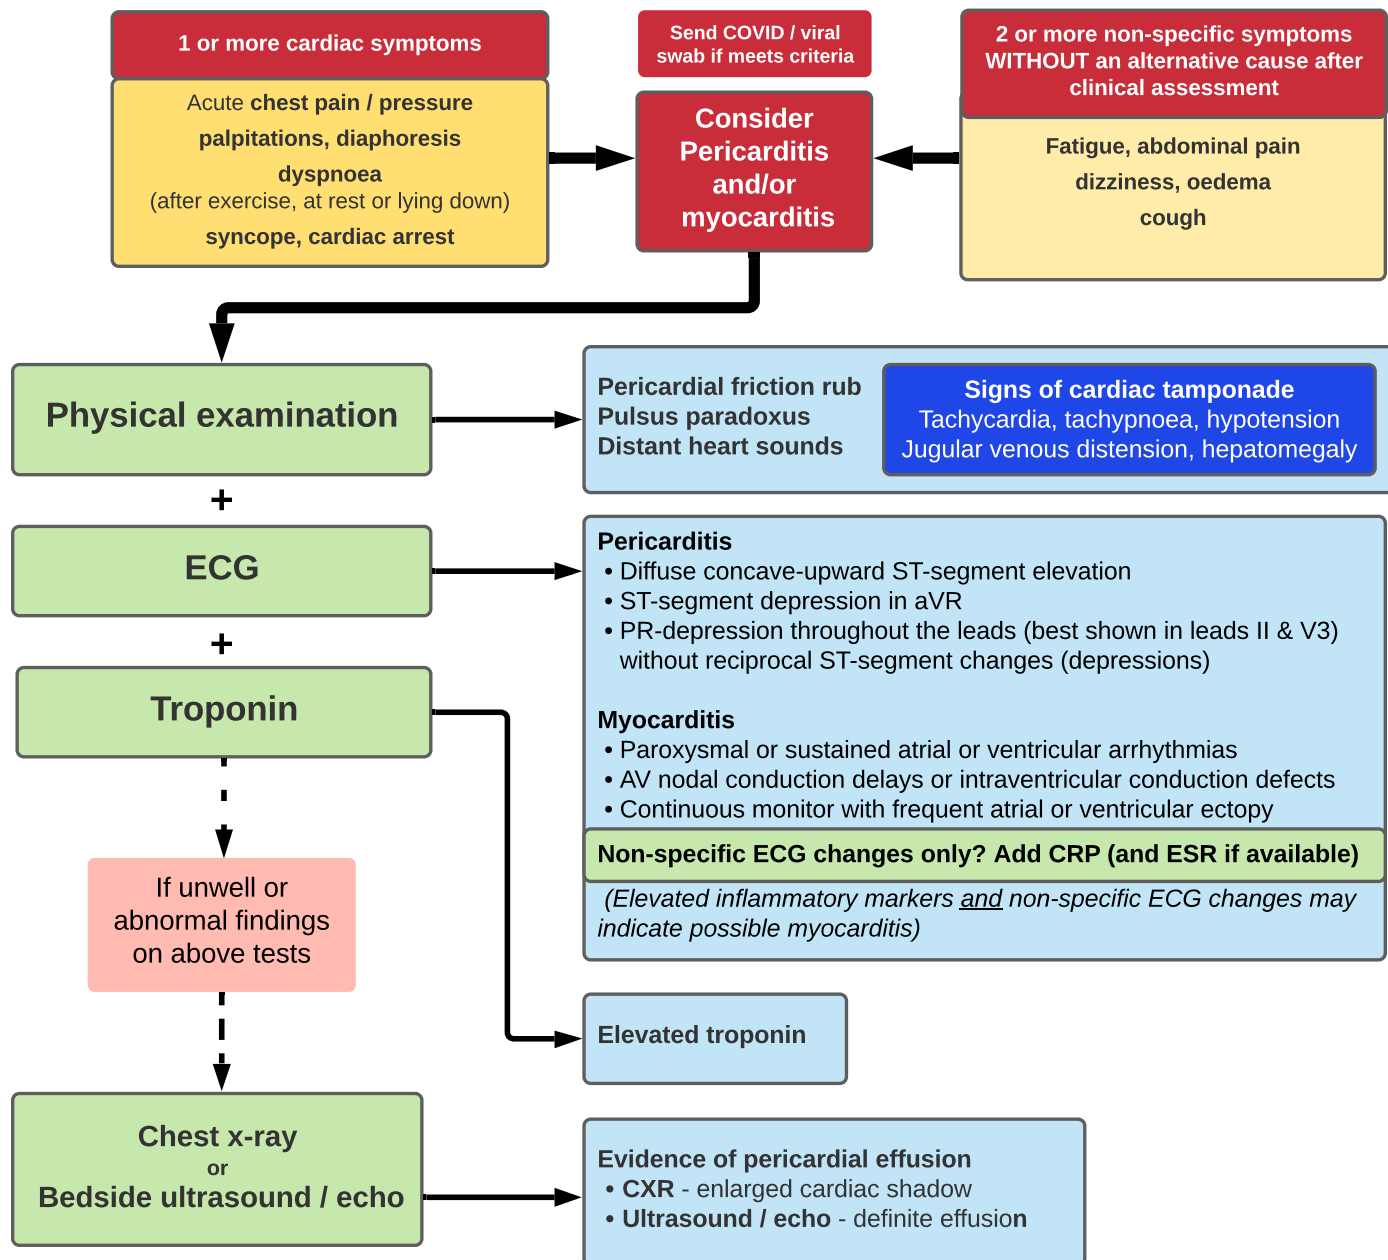 1 or more cardiac symptoms
Acute chest pain / pressure
palpitations, diaphoresis
dyspnoea
(after exercise, at rest or lying down)
syncope, cardiac arrest
Send COVID / viral
swab if meets criteria
Consider
Pericarditis
and/or
myocarditis
2 or more non-specific symptoms
WITHOUT an alternative cause after
clinical assessment
Fatigue, abdominal pain
dizziness, oedema
cough
Physical examination
Pericardial friction rub
Pulsus paradoxus
Distant heart sounds
Signs of cardiac tamponade
Tachycardia, tachypnoea, hypotension
Jugular venous distension, hepatomegaly
+
ECG
Pericarditis
• Diffuse concave-upward ST-segment elevation
• ST-segment depression in aVR
• PR-depression throughout the leads (best shown in leads II & V3)
without reciprocal ST-segment changes (depressions)
Myocarditis
• Paroxysmal or sustained atrial or ventricular arrhythmias
• AV nodal conduction delays or intraventricular conduction defects
• Continuous monitor with frequent atrial or ventricular ectopy
Non-specific ECG changes only? Add CRP (and ESR if available)
(Elevated inflammatory markers and non-specific ECG changes may
indicate possible myocarditis)
+
Troponin
Elevated troponin
If unwell or
abnormal findings
on above tests
Chest x-ray
or
Bedside ultrasound / echo
Evidence of pericardial effusion
• CXR - enlarged cardiac shadow
• Ultrasound / echo - definite effusion